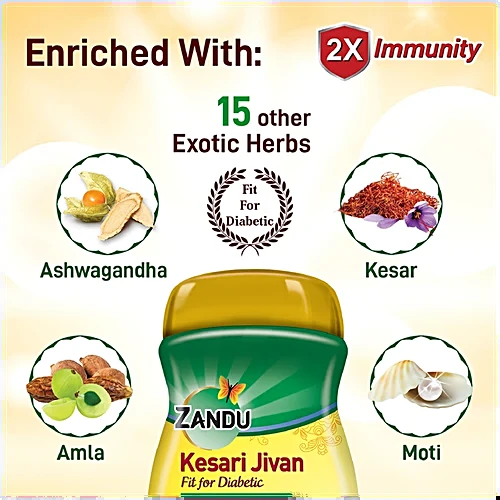 Enriched With:
2X Immunity
15 other
Exotic Herbs
Fit
For
Diabetic
Ashwagandha
Kesar
ZANDU
Kesari Jivan
Fit for Diabetic
Amla
Moti